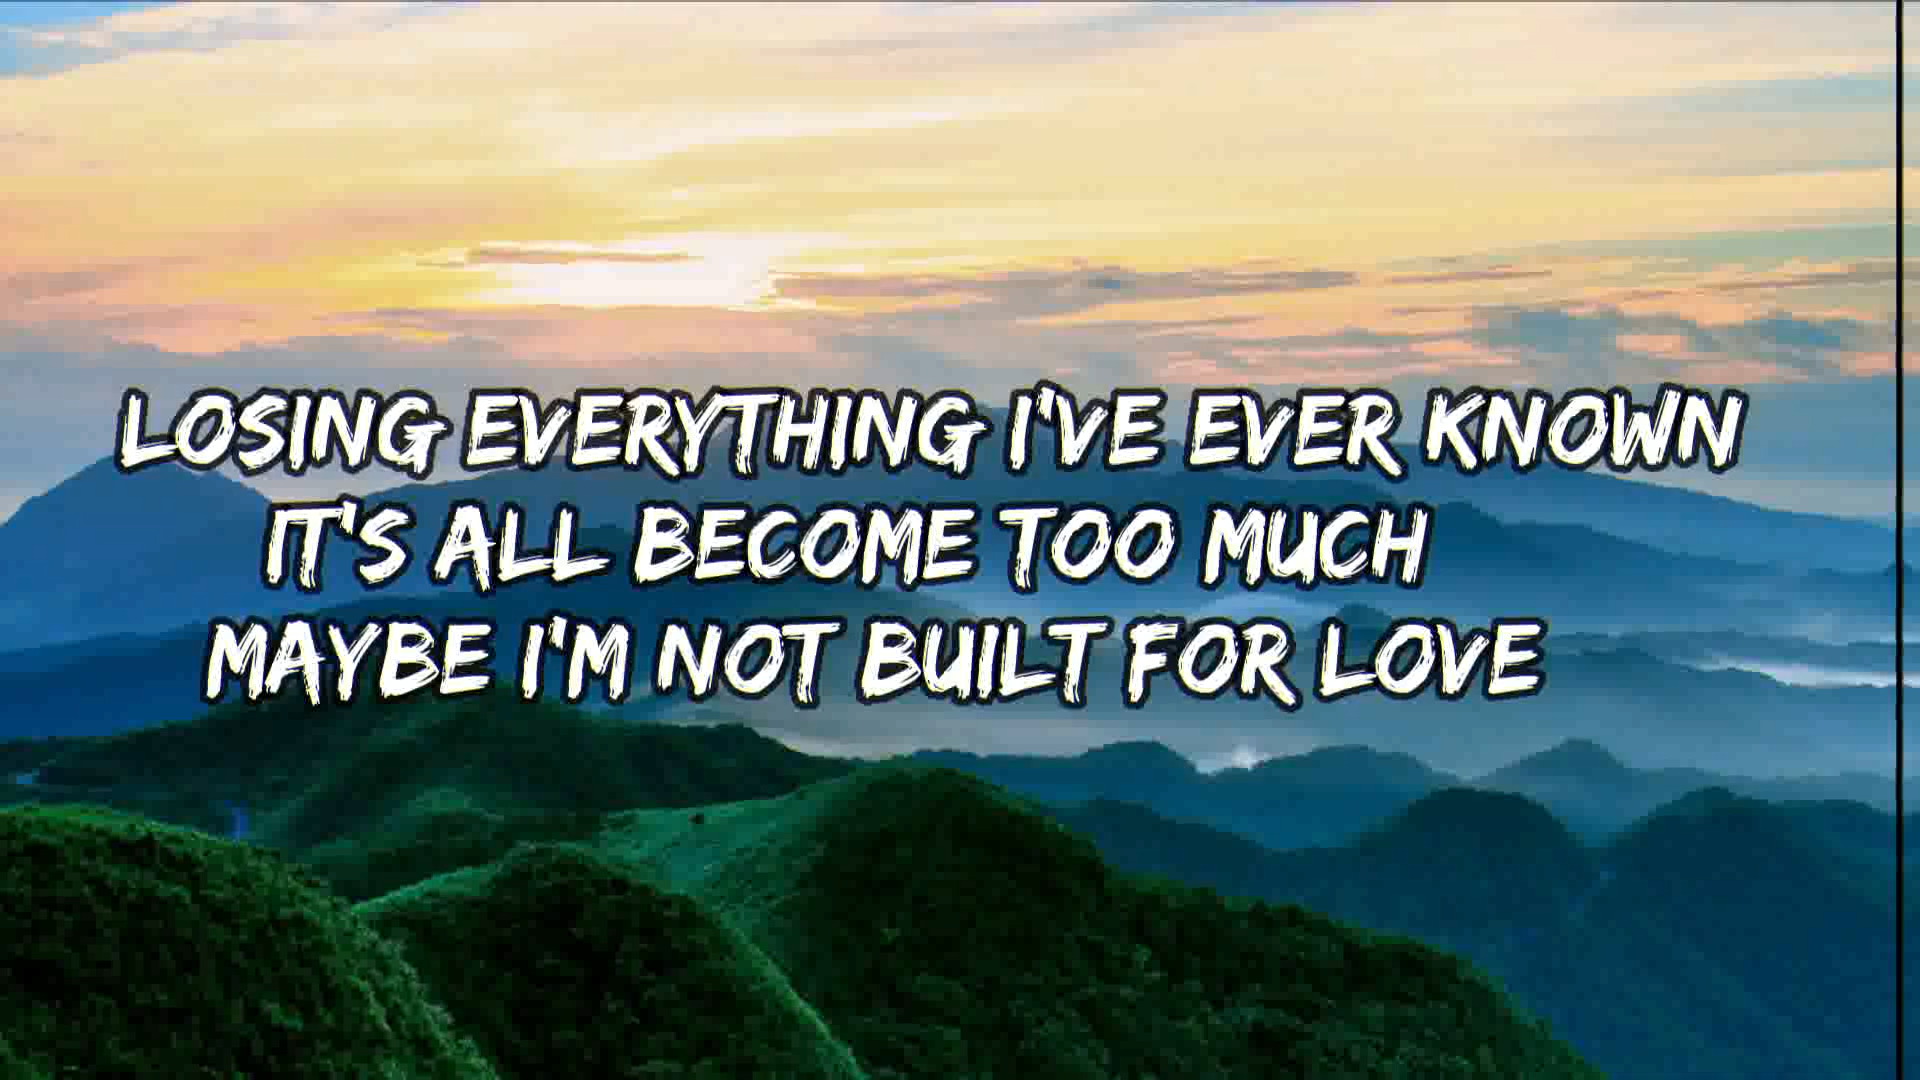 LOSING EVERYTHING I'VE EVER KNOWN
IT'S ALL BECOME TOO MUCH
MAYBE I'M NOT BUILT FOR LOVE